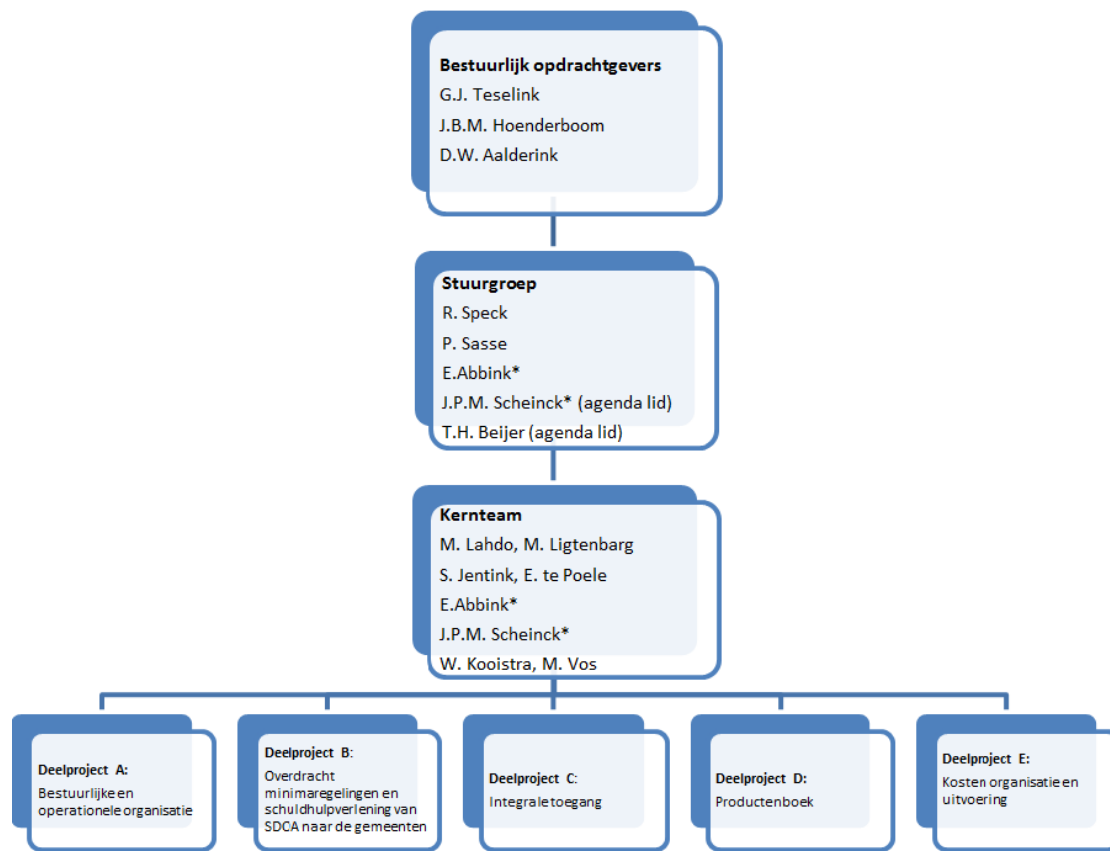 Bestuurlijk opdrachtgevers
G.J. Teselink
J.B.M. Hoenderboom
D.W. Aalderink
Stuurgroep
R. Speck
P. Sasse
E.Abbink*
J.P.M. Scheinck* (agenda lid)
T.H. Beijer (agenda lid)
Kernteam
M. Lahdo, M. Ligtenbarg
S. Jentink, E. te Poele
E.Abbink*
J.P.M. Scheinck*
W. Kooistra, M. Vos
Deelproject A:
Bestuurlijke en
operationele organisatie
Deelproject B:
Overdracht
minimaregelingen en
schuldhulpverlening van
SDCA naar de gemeenten
Deelproject C:
Integrale toegang
Deelproject D:
Productenboek
Deelproject E:
Kosten organisatie en
uitvoering